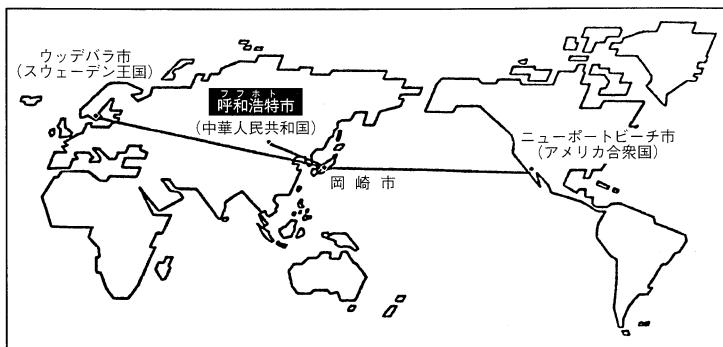 ウッデバラ市
(スウェーデン王国)
フフホト
呼和浩特市
(中華人民共和国)
岡崎市
ニューポートビーチ市
(アメリカ合衆国)